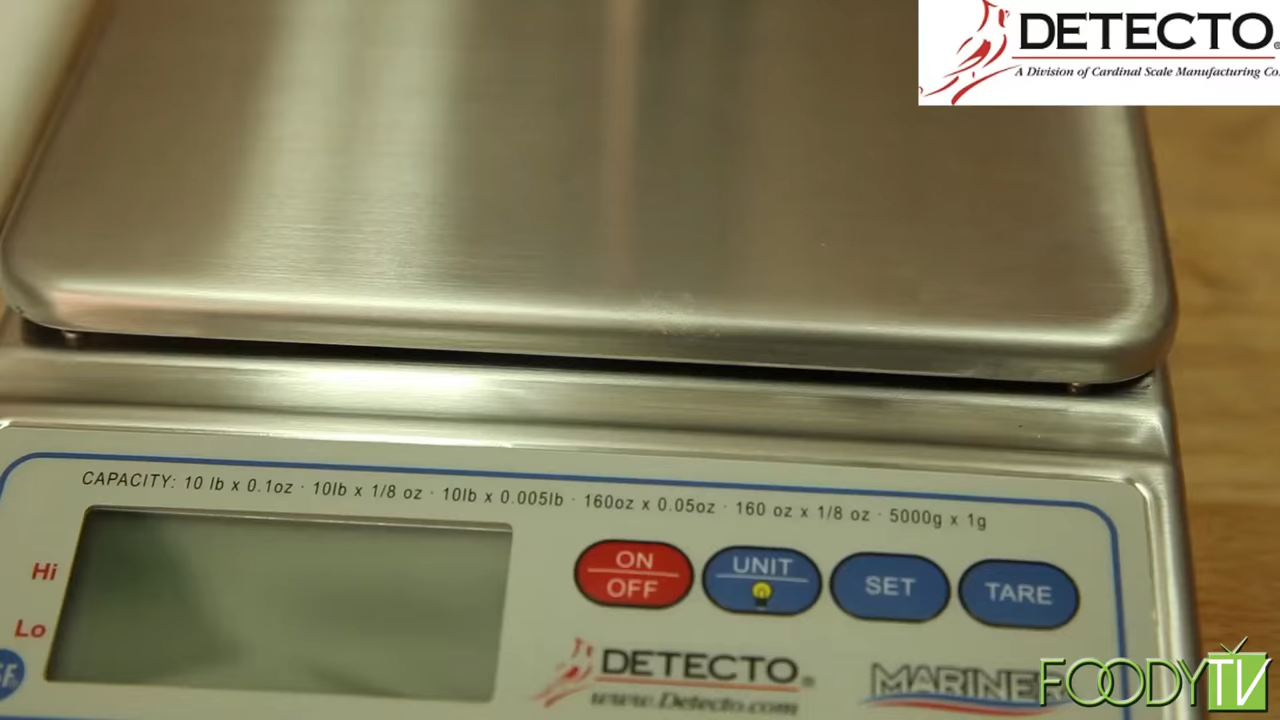 DETECTO®
A Division of Cardinal Scale Manufacturing Co.
CAPACITY: 10 lb x 0.1oz · 10lb x 1/8 oz · 10lb x 0.005lb · 160oz x 0.05oz · 160 oz x 1/8 oz · 5000g x 1g
Hi
Lo
ON
OFF
UNIT
SET
TARE
DETECTO®
www.Detecto.com
MARINER
FOODYTV